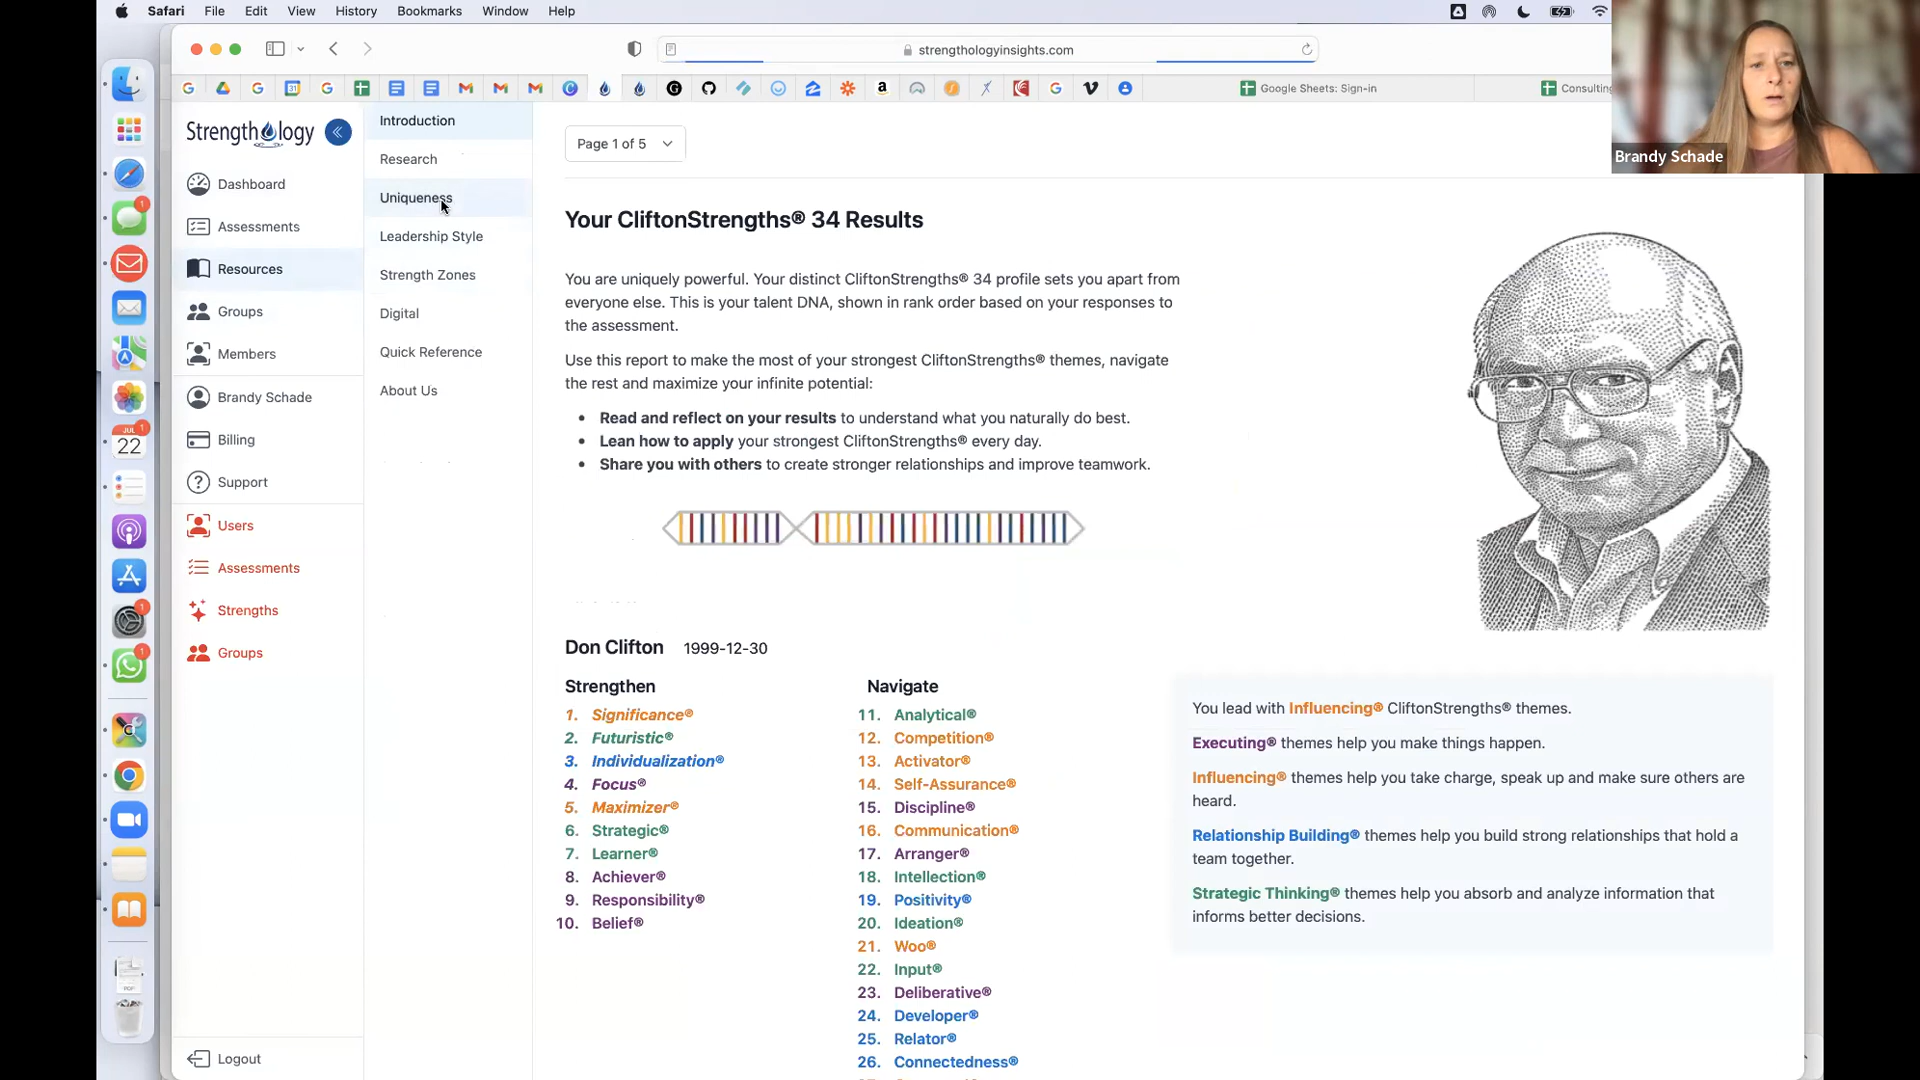 Safari File Edit View History Bookmarks Window Help
strengthologyinsights.com
Google Sheets: Sign-in
Consulting
Brandy Schade
Strengthology
Dashboard
Assessments
Resources
Groups
Members
Brandy Schade
Billing
Support
Users
Assessments
Strengths
Groups
Logout
JUL
22
Introduction
Research
Uniqueness
Leadership Style
Strength Zones
Digital
Quick Reference
About Us
Page 1 of 5
Your CliftonStrengths® 34 Results
You are uniquely powerful. Your distinct CliftonStrengths® 34 profile sets you apart from
everyone else. This is your talent DNA, shown in rank order based on your responses to
the assessment.
Use this report to make the most of your strongest CliftonStrengths® themes, navigate
the rest and maximize your infinite potential:
• Read and reflect on your results to understand what you naturally do best.
• Lean how to apply your strongest CliftonStrengths® every day.
• Share you with others to create stronger relationships and improve teamwork.
Don Clifton 1999-12-30
Strengthen
1. Significance®
2. Futuristic®
3. Individualization®
4. Focus®
5. Maximizer®
6. Strategic®
7. Learner®
8. Achiever®
9. Responsibility®
10. Belief®
Navigate
11. Analytical®
12. Competition®
13. Activator®
14. Self-Assurance®
15. Discipline®
16. Communication®
17. Arranger®
18. Intellection®
19. Positivity®
20. Ideation®
21. Woo®
22. Input®
23. Deliberative®
24. Developer®
25. Relator®
26. Connectedness®
You lead with Influencing® CliftonStrengths® themes.
Executing® themes help you make things happen.
Influencing® themes help you take charge, speak up and make sure others are
heard.
Relationship Building® themes help you build strong relationships that hold a
team together.
Strategic Thinking® themes help you absorb and analyze information that
informs better decisions.